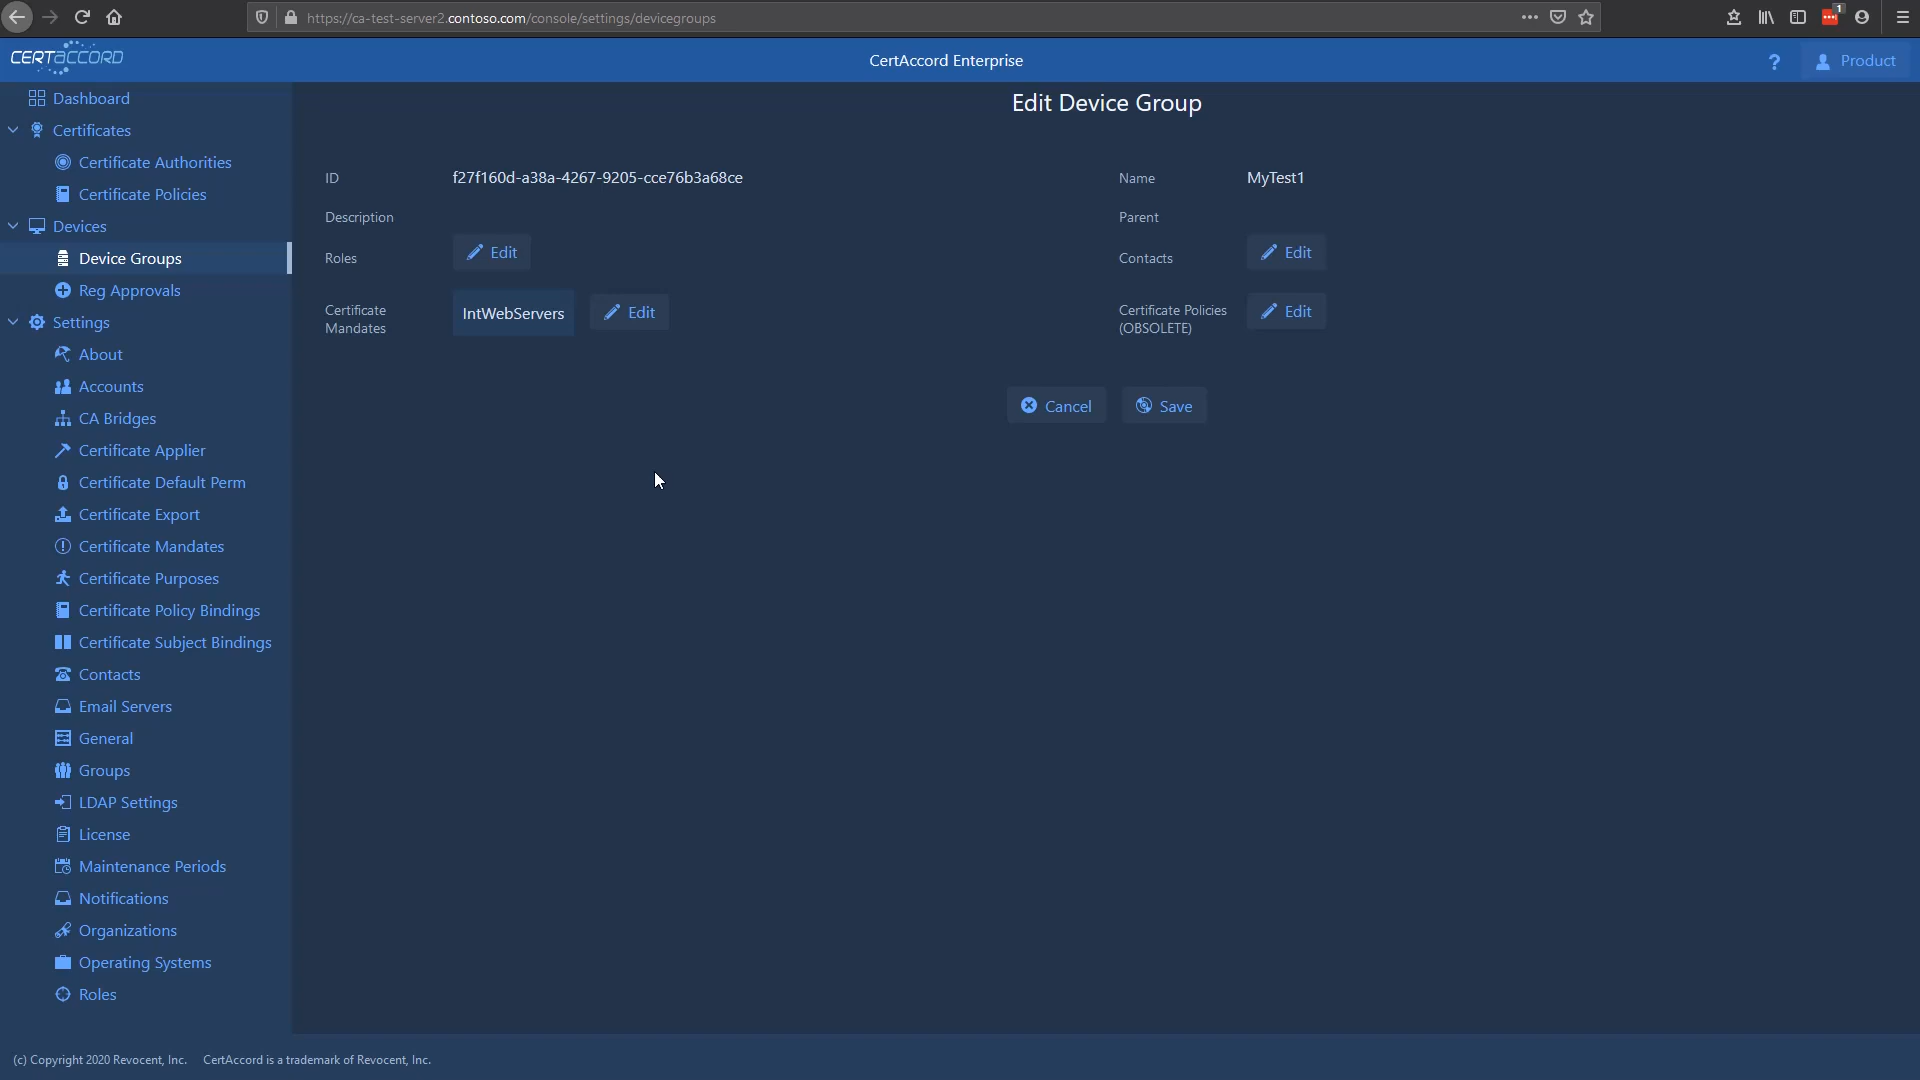 https://ca-test-server2.contoso.com/console/settings/devicegroups
1
CERTACCORD
CertAccord Enterprise
? Product
Dashboard
Certificates
Certificate Authorities
Certificate Policies
Devices
Device Groups
Reg Approvals
Settings
About
Accounts
CA Bridges
Certificate Applier
Certificate Default Perm
Certificate Export
Certificate Mandates
Certificate Purposes
Certificate Policy Bindings
Certificate Subject Bindings
Contacts
Email Servers
General
Groups
LDAP Settings
License
Maintenance Periods
Notifications
Organizations
Operating Systems
Roles
Edit Device Group
ID f27f160d-a38a-4267-9205-cce76b3a68ce
Name MyTest1
Description
Parent
Roles Edit
Contacts Edit
Certificate
Mandates
IntWebServers Edit
Certificate Policies
(OBSOLETE)
Edit
Cancel Save
(c) Copyright 2020 Revocent, Inc. CertAccord is a trademark of Revocent, Inc.